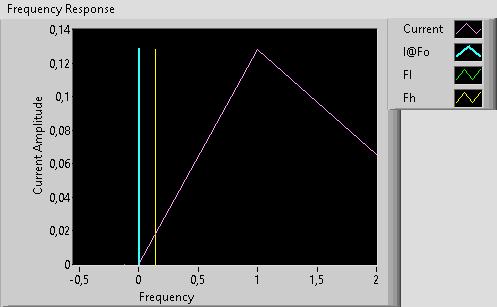 Frequency Response
Current
I@Fo
Fl
Fh
Current Amplitude
0,14
0,12
0,1
0,08
0,06
0,04
0,02
0
-0,5
0
0,5
1
1,5
2
Frequency